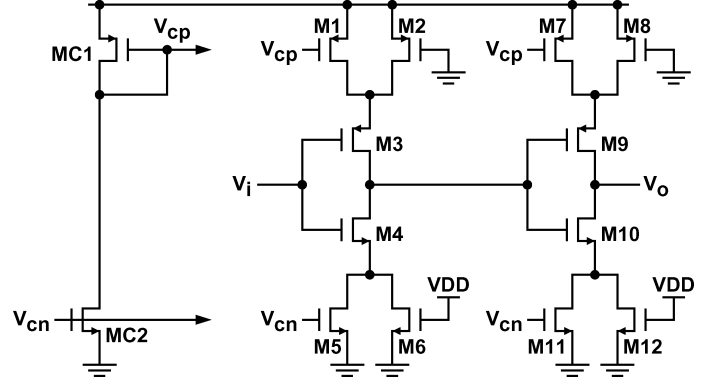 M1 M2 M7 M8
Vcp
MC1 Vcp Vcp
M3 M9
Vi Vo
M4 M10
VDD VDD
Vcn Vcn Vcn
MC2 M5 M6 M11 M12